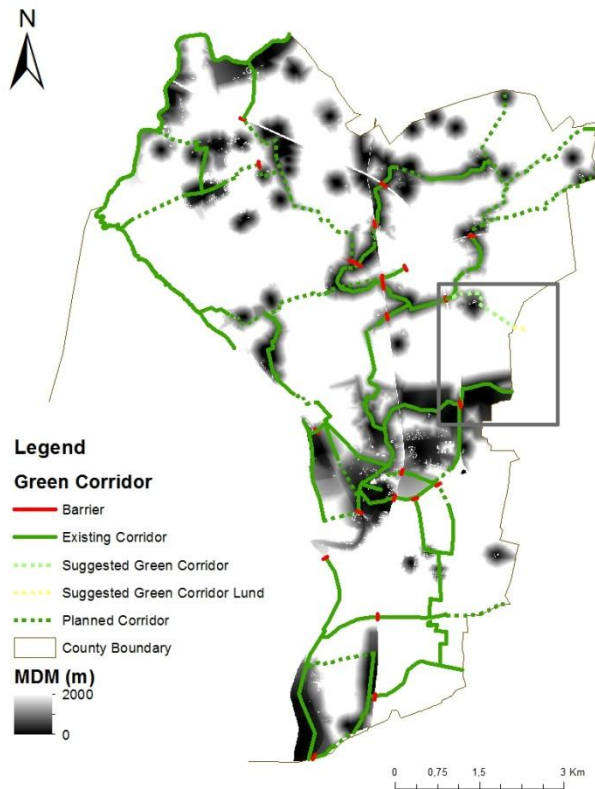 N
Legend
Green Corridor
Barrier
Existing Corridor
Suggested Green Corridor
Suggested Green Corridor Lund
Planned Corridor
County Boundary
MDM (m)
2000
0
0 0,75 1,5 3 Km